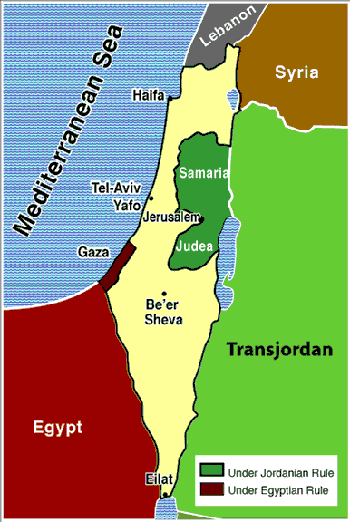 Lebanon
Syria
Mediterranean Sea
Haifa
Samaria
Tel-Aviv
Yafo
Jerusalem
Judea
Gaza
Be'er
Sheva
Transjordan
Egypt
Eilat
Under Jordanian Rule
Under Egyptian Rule